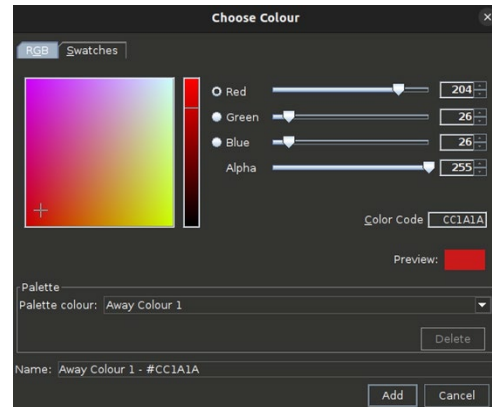 Choose Colour
RGB Swatches
Red 204
Green 26
Blue 26
Alpha 255
Color Code CC1A1A
Preview:
Palette
Palette colour: Away Colour 1
Delete
Name: Away Colour 1 - #CC1A1A
Add Cancel